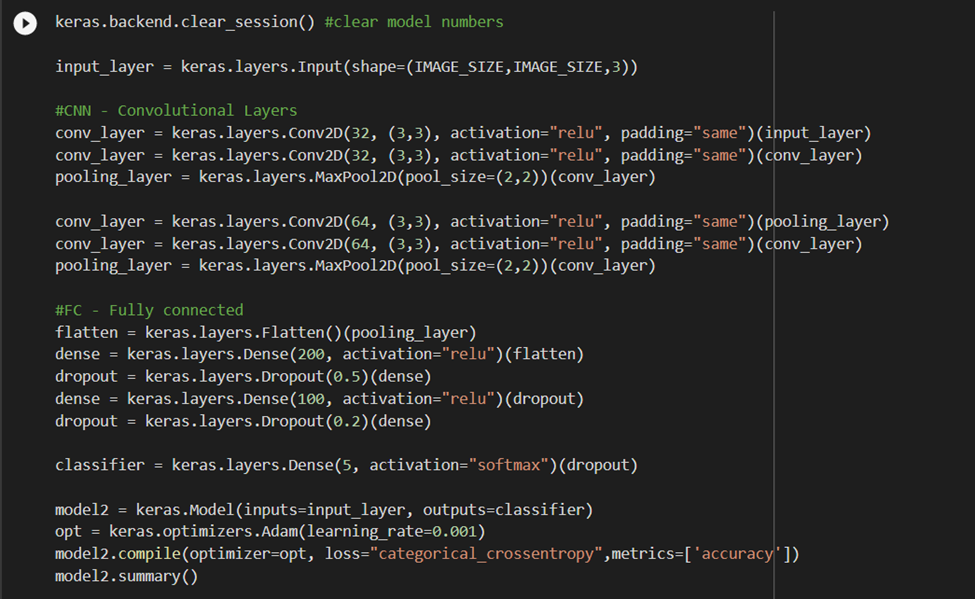 keras.backend.clear_session() #clear model numbers
input_layer = keras.layers.Input(shape=(IMAGE_SIZE,IMAGE_SIZE,3))
#CNN - Convolutional Layers
conv_layer = keras.layers.Conv2D(32, (3,3), activation="relu", padding="same")(input_layer)
conv_layer = keras.layers.Conv2D(32, (3,3), activation="relu", padding="same")(conv_layer)
pooling_layer = keras.layers.MaxPool2D(pool_size=(2,2))(conv_layer)
conv_layer = keras.layers.Conv2D(64, (3,3), activation="relu", padding="same")(pooling_layer)
conv_layer = keras.layers.Conv2D(64, (3,3), activation="relu", padding="same")(conv_layer)
pooling_layer = keras.layers.MaxPool2D(pool_size=(2,2))(conv_layer)
#FC - Fully connected
flatten = keras.layers.Flatten()(pooling_layer)
dense = keras.layers.Dense(200, activation="relu")(flatten)
dropout = keras.layers.Dropout(0.5)(dense)
dense = keras.layers.Dense(100, activation="relu")(dropout)
dropout = keras.layers.Dropout(0.2)(dense)
classifier = keras.layers.Dense(5, activation="softmax")(dropout)
model2 = keras.Model(inputs=input_layer, outputs=classifier)
opt = keras.optimizers.Adam(learning_rate=0.001)
model2.compile(optimizer=opt, loss="categorical_crossentropy",metrics=['accuracy'])
model2.summary()